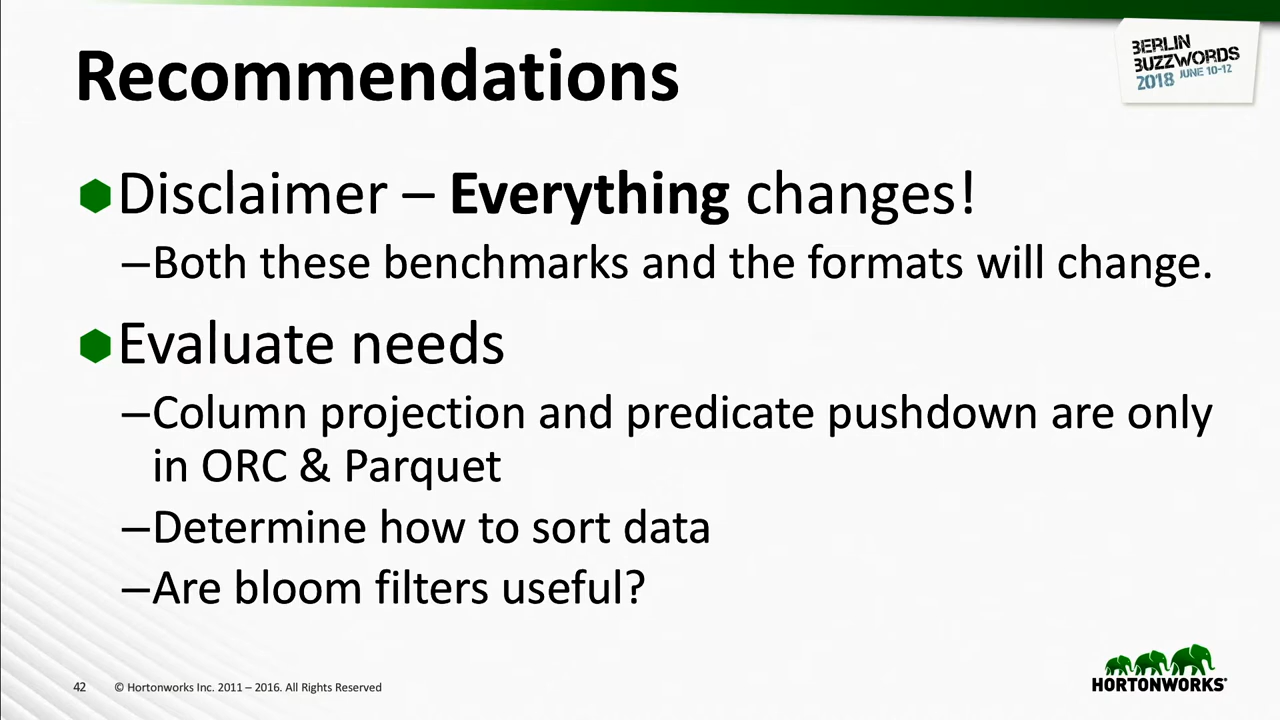 Recommendations
BERLIN
BUZZWORDS
2018 JUNE 10-12
Disclaimer – Everything changes!
–Both these benchmarks and the formats will change.
Evaluate needs
–Column projection and predicate pushdown are only
in ORC & Parquet
–Determine how to sort data
–Are bloom filters useful?
42 © Hortonworks Inc. 2011 – 2016. All Rights Reserved
HORTONWORKS